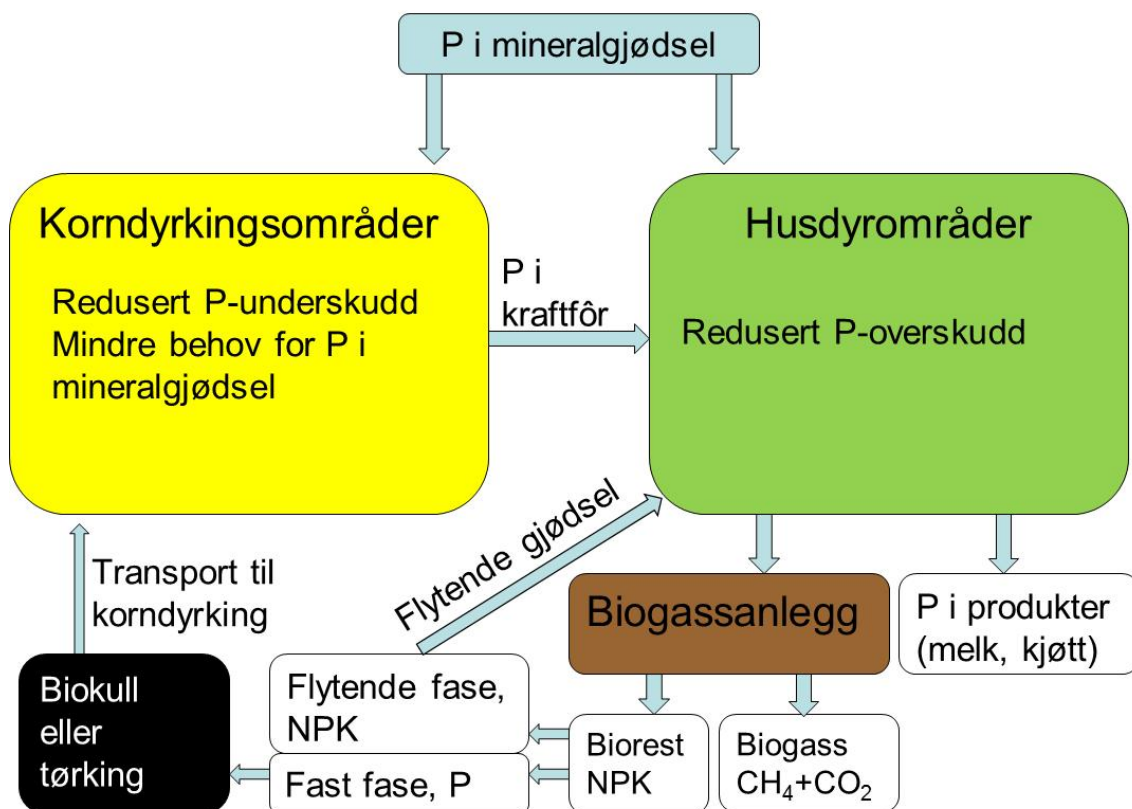 P i mineralgjødsel
Korndyrkingsområder
Redusert P-underskudd
Mindre behov for P i
mineralgjødsel
P i
kraftfôr
Husdyrområder
Redusert P-overskudd
Transport til
korndyrking
Flytende gjødsel
Biogassanlegg
P i produkter
(melk, kjøtt)
Biokull
eller
tørking
Flytende fase,
NPK
Fast fase, P
Biorest
NPK
Biogass
CH₄+CO₂